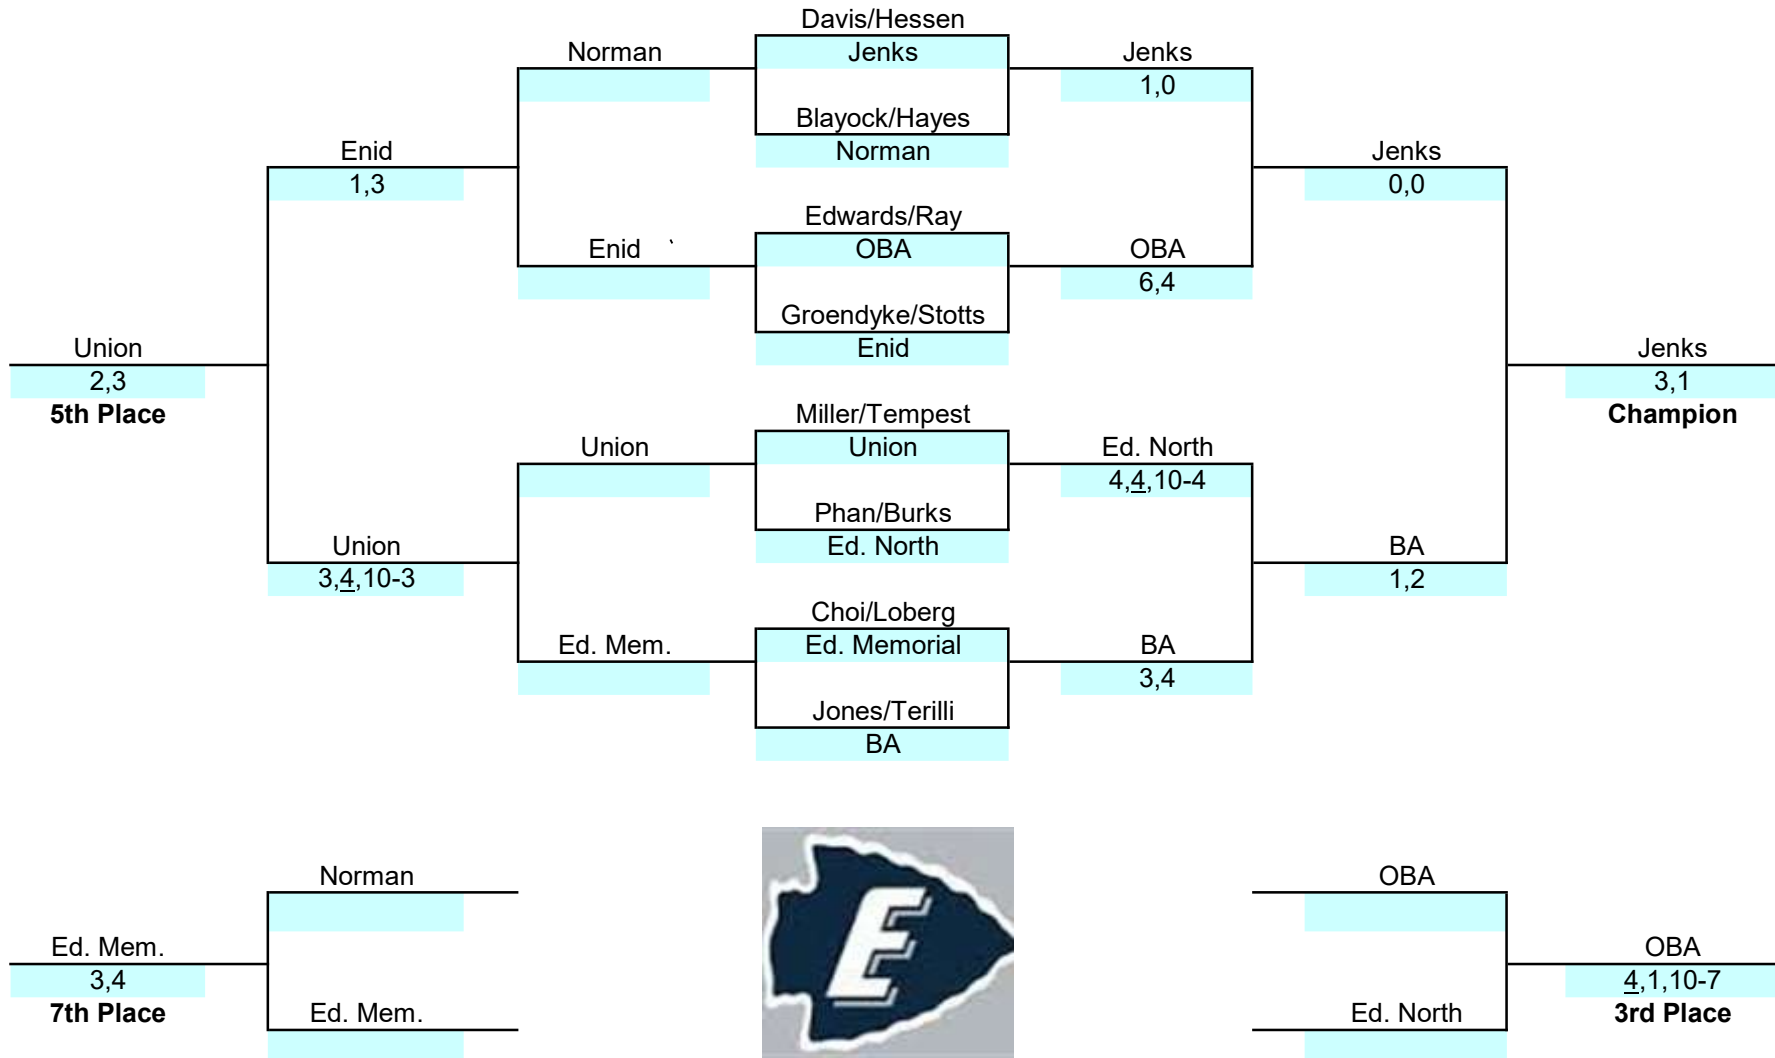 Davis/Hessen
Norman Jenks Jenks
1,0
Blayock/Hayes
Enid Norman Jenks
1,3 0,0
Edwards/Ray
Enid ` OBA OBA
6,4
Groendyke/Stotts
Union Enid Jenks
2,3 3,1
5th Place Miller/Tempest Champion
Union Union Ed. North
4,4,10-4
Phan/Burks
Union Ed. North BA
3,4,10-3 1,2
Choi/Loberg
Ed. Mem. Ed. Memorial BA
3,4
Jones/Terilli
BA
Norman OBA
E
Ed. Mem. OBA
3,4 4,1,10-7
7th Place Ed. Mem. Ed. North 3rd Place